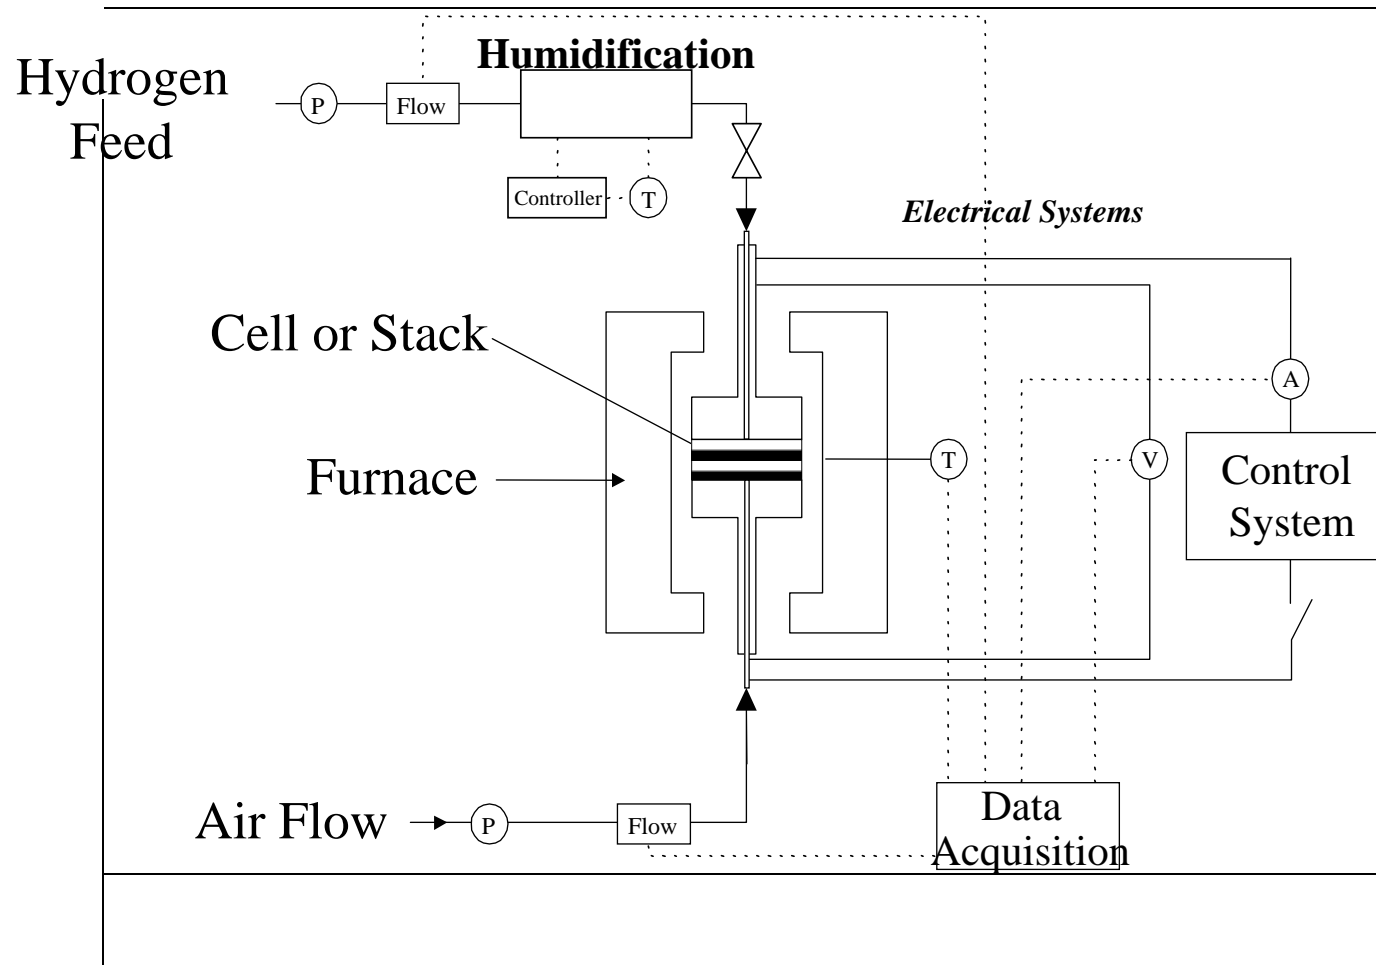 Humidification
Hydrogen
Feed
P
Flow
Controller
T
Electrical Systems
Cell or Stack
A
Furnace
T
V
Control
System
Air Flow
P
Flow
Data
Acquisition